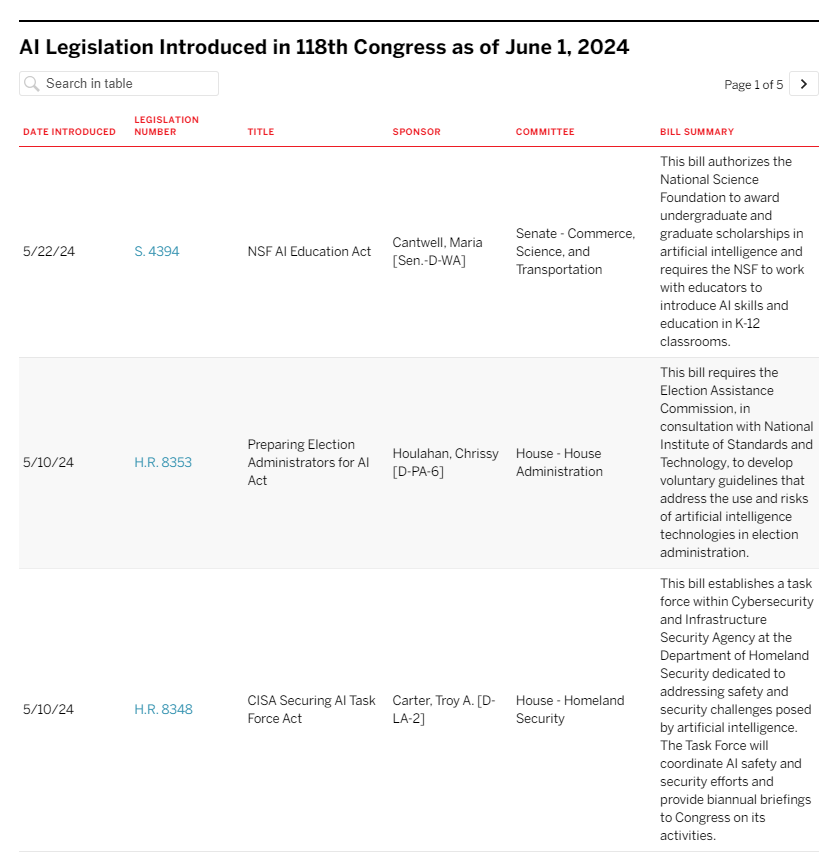 AI Legislation Introduced in 118th Congress as of June 1, 2024
Search in table
Page 1 of 5
DATE INTRODUCED
LEGISLATION
NUMBER
TITLE
SPONSOR
COMMITTEE
BILL SUMMARY
5/22/24
S. 4394
NSF AI Education Act
Cantwell, Maria
[Sen.-D-WA]
Senate - Commerce,
Science, and
Transportation
This bill authorizes the
National Science
Foundation to award
undergraduate and
graduate scholarships in
artificial intelligence and
requires the NSF to work
with educators to
introduce AI skills and
education in K-12
classrooms.
5/10/24
H.R. 8353
Preparing Election
Administrators for AI
Act
Houlahan, Chrissy
[D-PA-6]
House - House
Administration
This bill requires the
Election Assistance
Commission, in
consultation with National
Institute of Standards and
Technology, to develop
voluntary guidelines that
address the use and risks
of artificial intelligence
technologies in election
administration.
5/10/24
H.R. 8348
CISA Securing AI Task
Force Act
Carter, Troy A. [D-
LA-2]
House - Homeland
Security
This bill establishes a task
force within Cybersecurity
and Infrastructure
Security Agency at the
Department of Homeland
Security dedicated to
addressing safety and
security challenges posed
by artificial intelligence.
The Task Force will
coordinate AI safety and
security efforts and
provide biannual briefings
to Congress on its
activities.